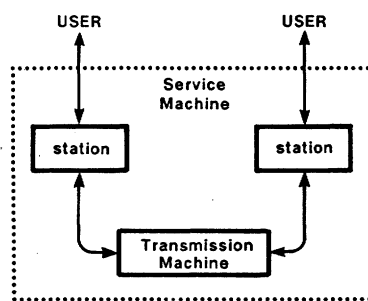 USER USER
Service
Machine
station station
Transmission
Machine